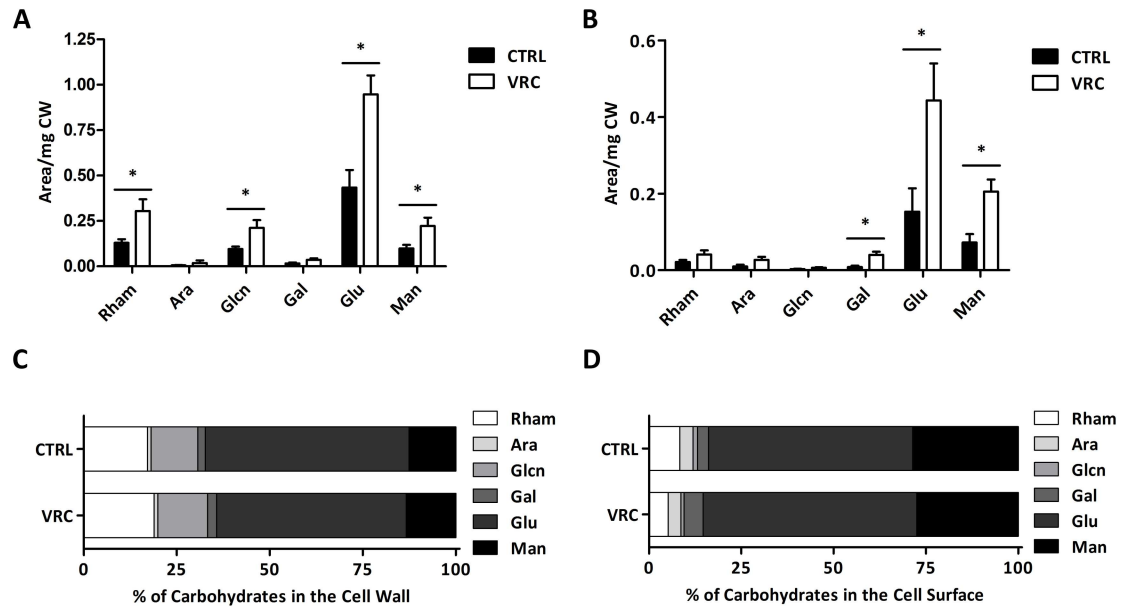 A
Area/mg CW
1.25
1.00
0.75
0.50
0.25
0.00
* * * *
Rham Ara Glcn Gal Glu Man
CTRL
VRC
B
Area/mg CW
0.6
0.4
0.2
0.0
* * *
Rham Ara Glcn Gal Glu Man
CTRL
VRC
C
CTRL
VRC
0 25 50 75 100
% of Carbohydrates in the Cell Wall
Rham
Ara
Glcn
Gal
Glu
Man
D
CTRL
VRC
0 25 50 75 100
% of Carbohydrates in the Cell Surface
Rham
Ara
Glcn
Gal
Glu
Man